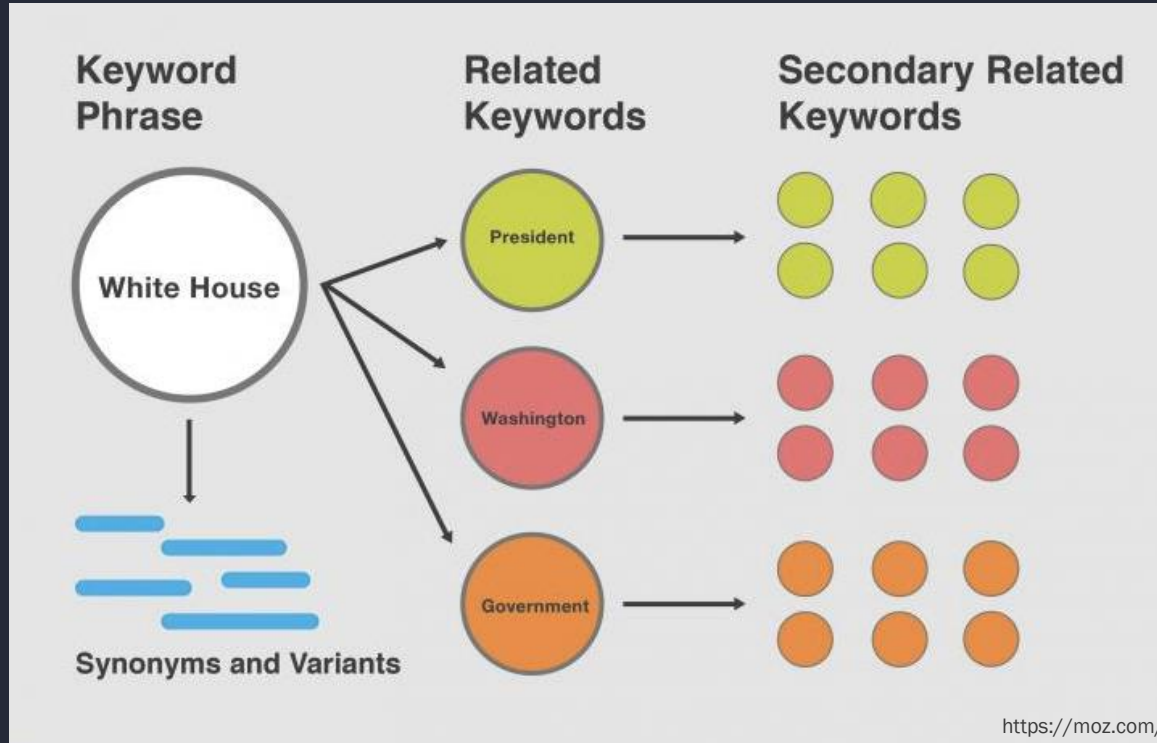 Keyword
Phrase
Related
Keywords
Secondary Related
Keywords
White House
President
Washington
Government
Synonyms and Variants
https://moz.com/